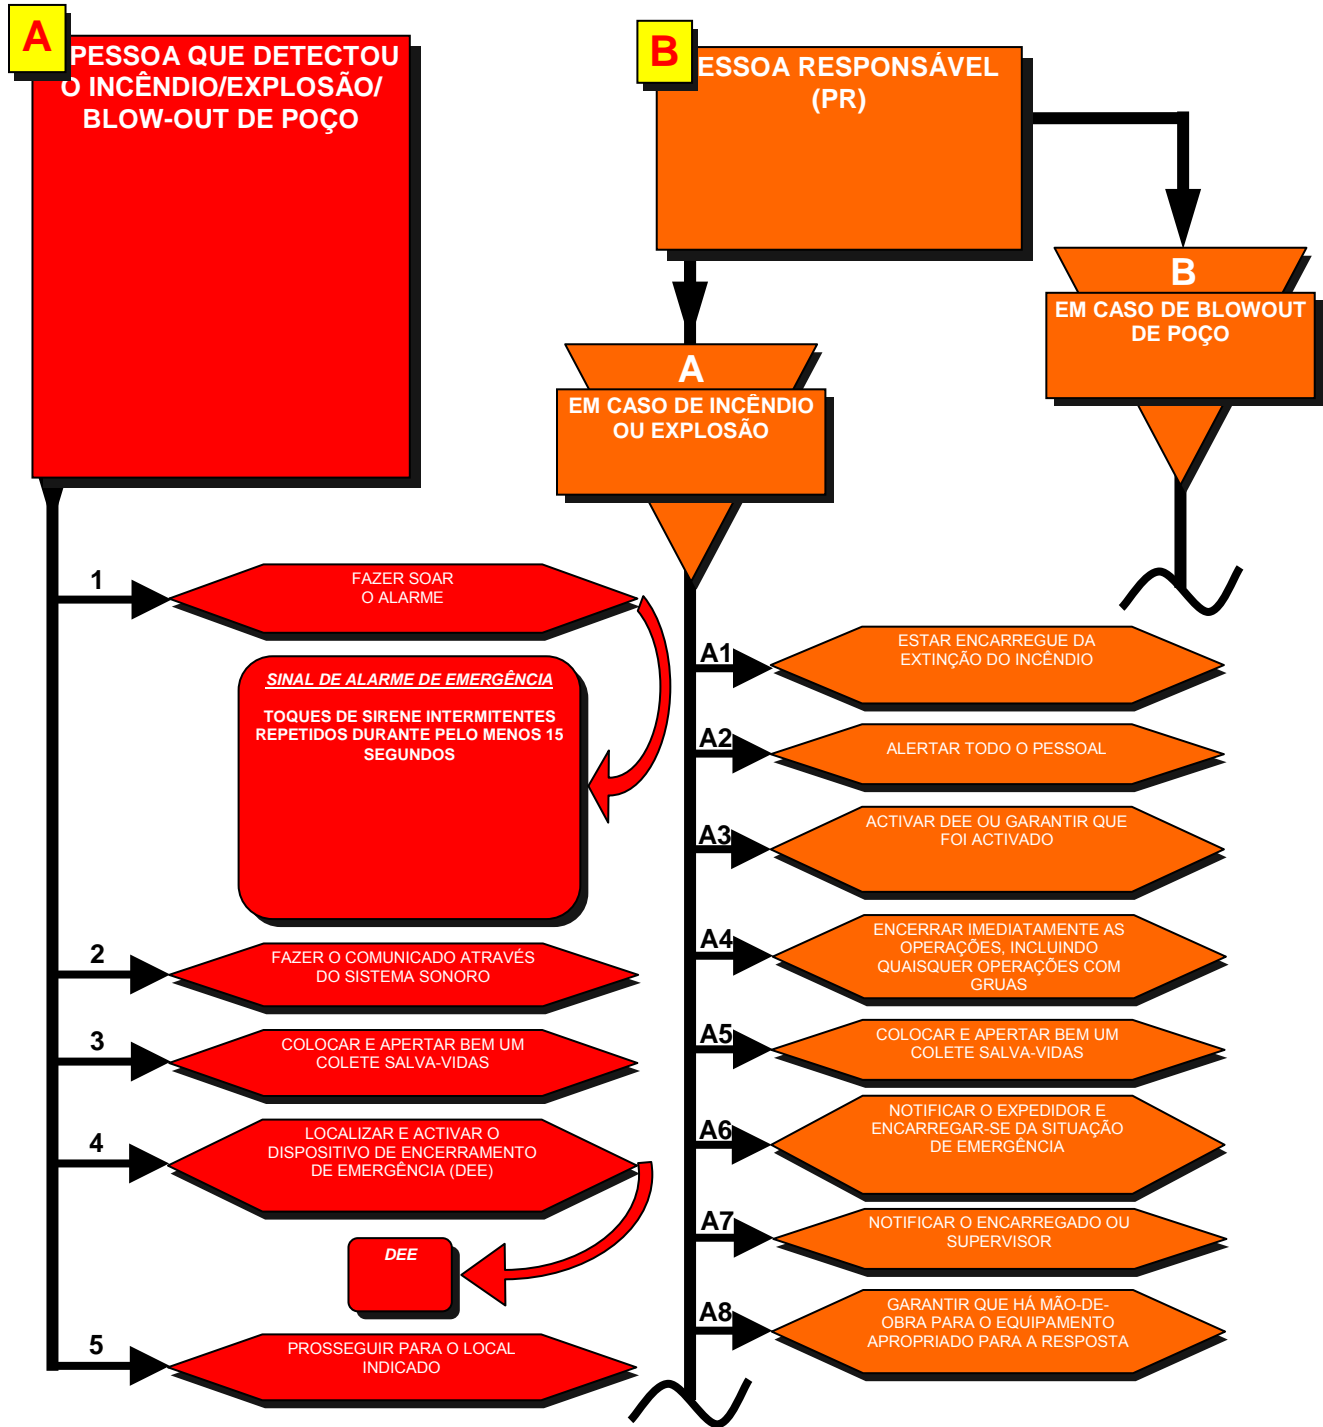 A
PESSOA QUE DETECTOU
O INCÊNDIO/EXPLOSÃO/
BLOW-OUT DE POÇO
1
FAZER SOAR
O ALARME
SINAL DE ALARME DE EMERGÊNCIA
TOQUES DE SIRENE INTERMITENTES
REPETIDOS DURANTE PELO MENOS 15
SEGUNDOS
2
FAZER O COMUNICADO ATRAVÉS
DO SISTEMA SONORO
3
COLOCAR E APERTAR BEM UM
COLETE SALVA-VIDAS
4
LOCALIZAR E ACTIVAR O
DISPOSITIVO DE ENCERRAMENTO
DE EMERGÊNCIA (DEE)
DEE
5
PROSSEGUIR PARA O LOCAL
INDICADO
B
ESSOA RESPONSÁVEL
(PR)
A
EM CASO DE INCÊNDIO
OU EXPLOSÃO
A1
ESTAR ENCARREGUE DA
EXTINÇÃO DO INCÊNDIO
A2
ALERTAR TODO O PESSOAL
A3
ACTIVAR DEE OU GARANTIR QUE
FOI ACTIVADO
A4
ENCERRAR IMEDIATAMENTE AS
OPERAÇÕES, INCLUINDO
QUAISQUER OPERAÇÕES COM
GRUAS
A5
COLOCAR E APERTAR BEM UM
COLETE SALVA-VIDAS
A6
NOTIFICAR O EXPEDIDOR E
ENCARREGAR-SE DA SITUAÇÃO
DE EMERGÊNCIA
A7
NOTIFICAR O ENCARREGADO OU
SUPERVISOR
A8
GARANTIR QUE HÁ MÃO-DE-
OBRA PARA O EQUIPAMENTO
APROPRIADO PARA A RESPOSTA
B
EM CASO DE BLOWOUT
DE POÇO